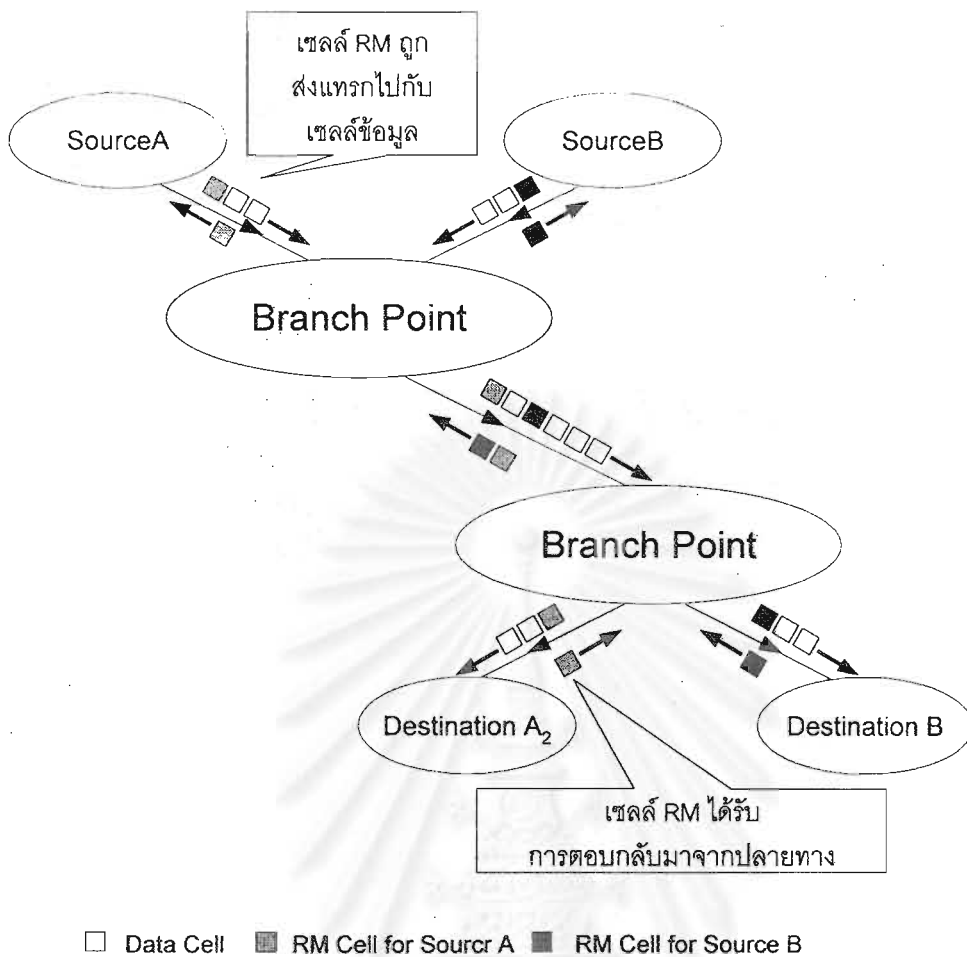 เซลล์ RM ถูก
ส่งแทรกไปกับ
เซลล์ข้อมูล
SourceA
SourceB
Branch Point
Branch Point
Destination A₂
Destination B
เซลล์ RM ได้รับ
การตอบกลับมาจากปลายทาง
Data Cell RM Cell for Sourcr A RM Cell for Source B